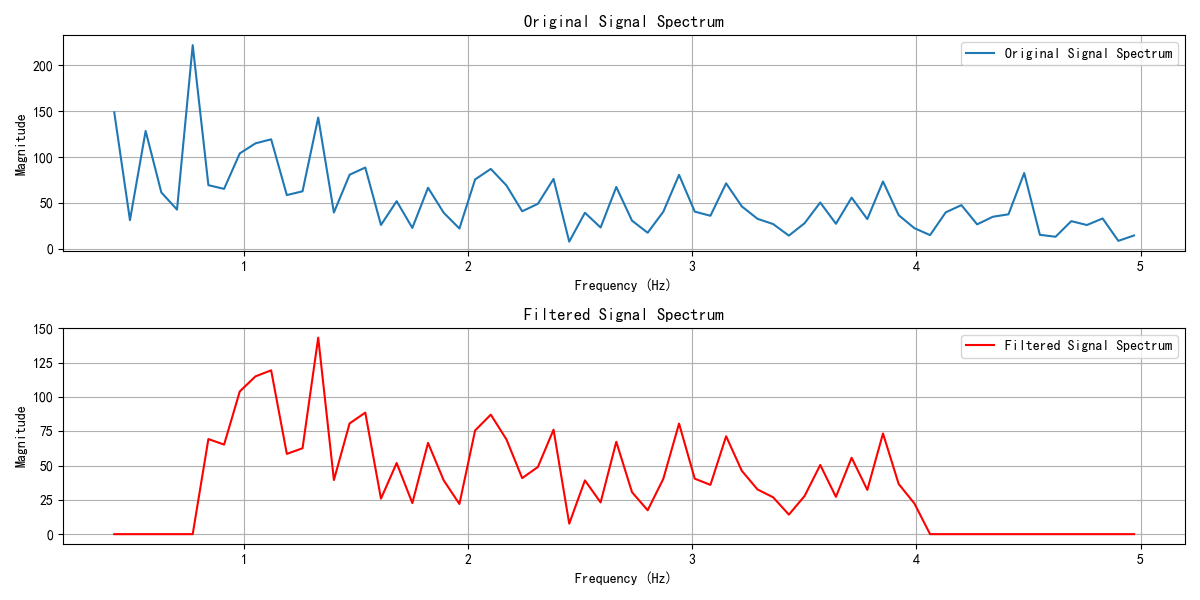 Original Signal Spectrum
Magnitude
200
150
100
50
0
Original Signal Spectrum
1 2 3 4 5
Frequency (Hz)
Filtered Signal Spectrum
Magnitude
150
125
100
75
50
25
0
Filtered Signal Spectrum
1 2 3 4 5
Frequency (Hz)